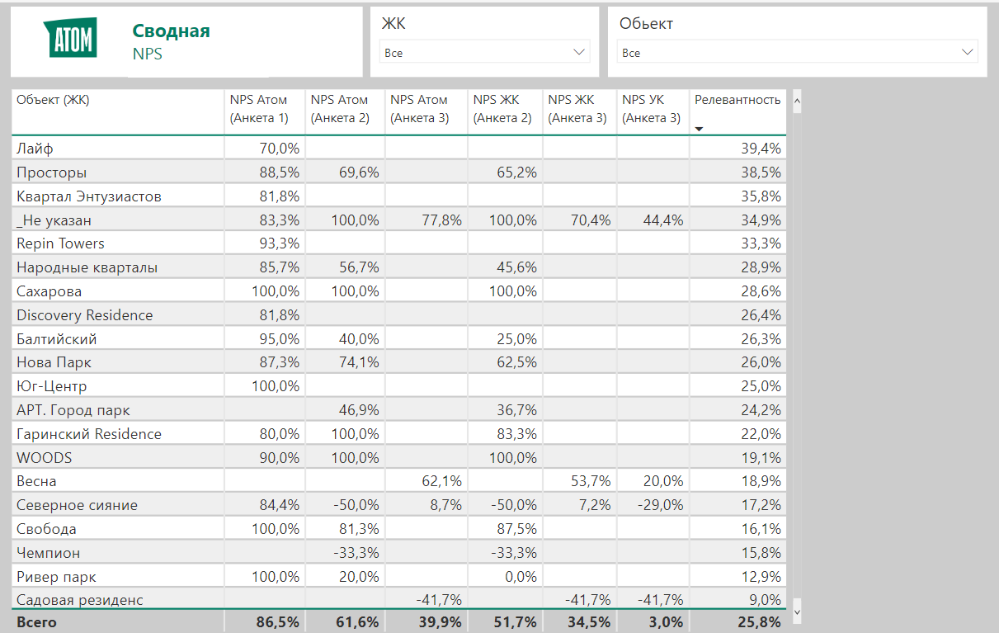 АТОМ
Сводная
NPS
ЖК
Все
Обьект
Все
Объект (ЖК) NPS Атом (Анкета 1) NPS Атом (Анкета 2) NPS Атом (Анкета 3) NPS ЖК (Анкета 2) NPS ЖК (Анкета 3) NPS УК (Анкета 3) Релевантность
Лайф 70,0% 39,4%
Просторы 88,5% 69,6% 65,2% 38,5%
Квартал Энтузиастов 81,8% 35,8%
_Не указан 83,3% 100,0% 77,8% 100,0% 70,4% 44,4% 34,9%
Repin Towers 93,3% 33,3%
Народные кварталы 85,7% 56,7% 45,6% 28,9%
Сахарова 100,0% 100,0% 100,0% 28,6%
Discovery Residence 81,8% 26,4%
Балтийский 95,0% 40,0% 25,0% 26,3%
Нова Парк 87,3% 74,1% 62,5% 26,0%
Юг-Центр 100,0% 25,0%
АРТ. Город парк 46,9% 36,7% 24,2%
Гаринский Residence 80,0% 100,0% 83,3% 22,0%
WOODS 90,0% 100,0% 100,0% 19,1%
Весна 62,1% 53,7% 20,0% 18,9%
Северное сияние 84,4% -50,0% 8,7% -50,0% 7,2% -29,0% 17,2%
Свобода 100,0% 81,3% 87,5% 16,1%
Чемпион -33,3% -33,3% 15,8%
Ривер парк 100,0% 20,0% 0,0% 12,9%
Садовая резиденс -41,7% -41,7% -41,7% 9,0%
Всего 86,5% 61,6% 39,9% 51,7% 34,5% 3,0% 25,8%